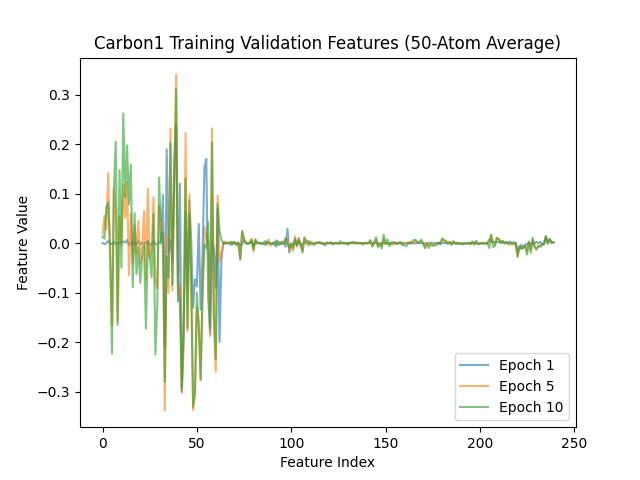 Carbon1 Training Validation Features (50-Atom Average)
Feature Value
0.3
0.2
0.1
0.0
−0.1
−0.2
−0.3
Epoch 1
Epoch 5
Epoch 10
0 50 100 150 200 250
Feature Index